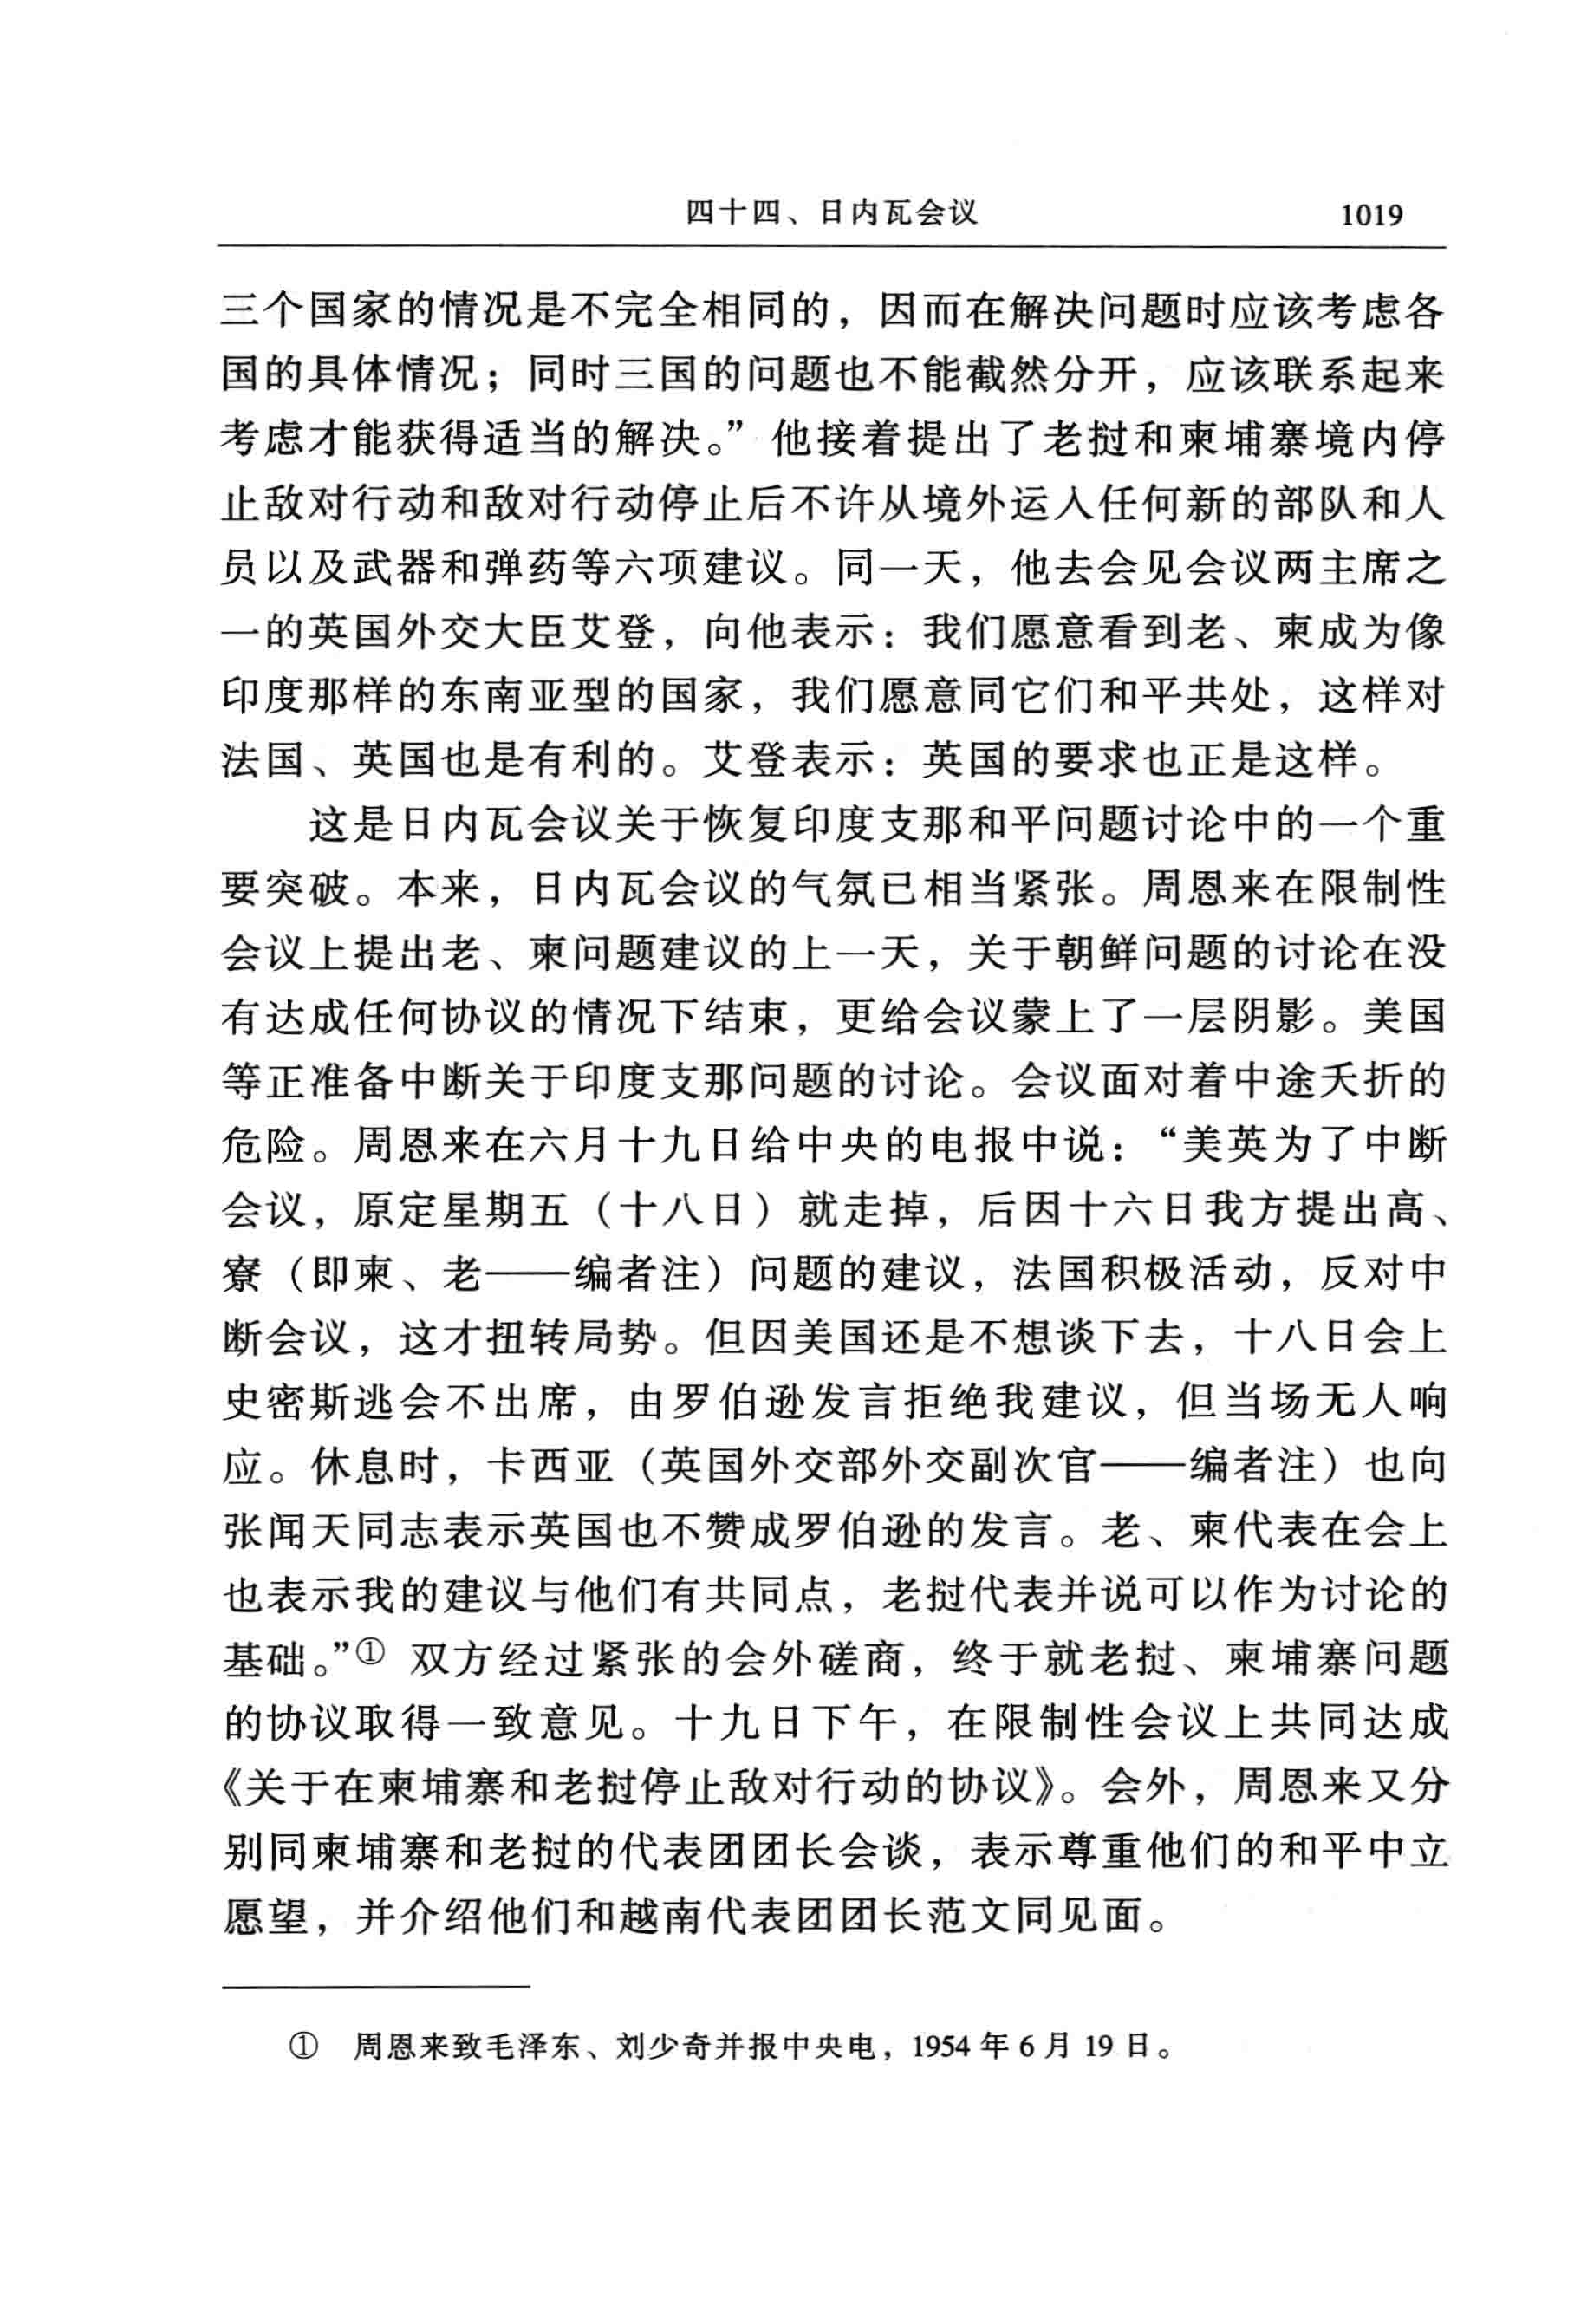 四十四、日内瓦会议 1019
三个国家的情况是不完全相同的，因而在解决问题时应该考虑各
国的具体情况；同时三国的问题也不能截然分开，应该联系起来
考虑才能获得适当的解决。”他接着提出了老挝和柬埔寨境内停
止敌对行动和敌对行动停止后不许从境外运入任何新的部队和人
员以及武器和弹药等六项建议。同一天，他去会见会议两主席之
一的英国外交大臣艾登，向他表示：我们愿意看到老、柬成为像
印度那样的东南亚型的国家，我们愿意同它们和平共处，这样对
法国、英国也是有利的。艾登表示：英国的要求也正是这样。
这是日内瓦会议关于恢复印度支那和平问题讨论中的一个重
要突破。本来，日内瓦会议的气氛已相当紧张。周恩来在限制性
会议上提出老、柬问题建议的上一天，关于朝鲜问题的讨论在没
有达成任何协议的情况下结束，更给会议蒙上了一层阴影。美国
等正准备中断关于印度支那问题的讨论。会议面对着中途夭折的
危险。周恩来在六月十九日给中央的电报中说：“美英为了中断
会议，原定星期五（十八日）就走掉，后因十六日我方提出高、
寮（即柬、老——编者注）问题的建议，法国积极活动，反对中
断会议，这才扭转局势。但因美国还是不想谈下去，十八日会上
史密斯逃会不出席，由罗伯逊发言拒绝我建议，但当场无人响
应。休息时，卡西亚（英国外交部外交副次官——编者注）也向
张闻天同志表示英国也不赞成罗伯逊的发言。老、柬代表在会上
也表示我的建议与他们有共同点，老挝代表并说可以作为讨论的
基础。”① 双方经过紧张的会外磋商，终于就老挝、柬埔寨问题
的协议取得一致意见。十九日下午，在限制性会议上共同达成
《关于在柬埔寨和老挝停止敌对行动的协议》。会外，周恩来又分
别同柬埔寨和老挝的代表团团长会谈，表示尊重他们的和平中立
愿望，并介绍他们和越南代表团团长范文同见面。
① 周恩来致毛泽东、刘少奇并报中央电，1954 年 6 月 19 日。